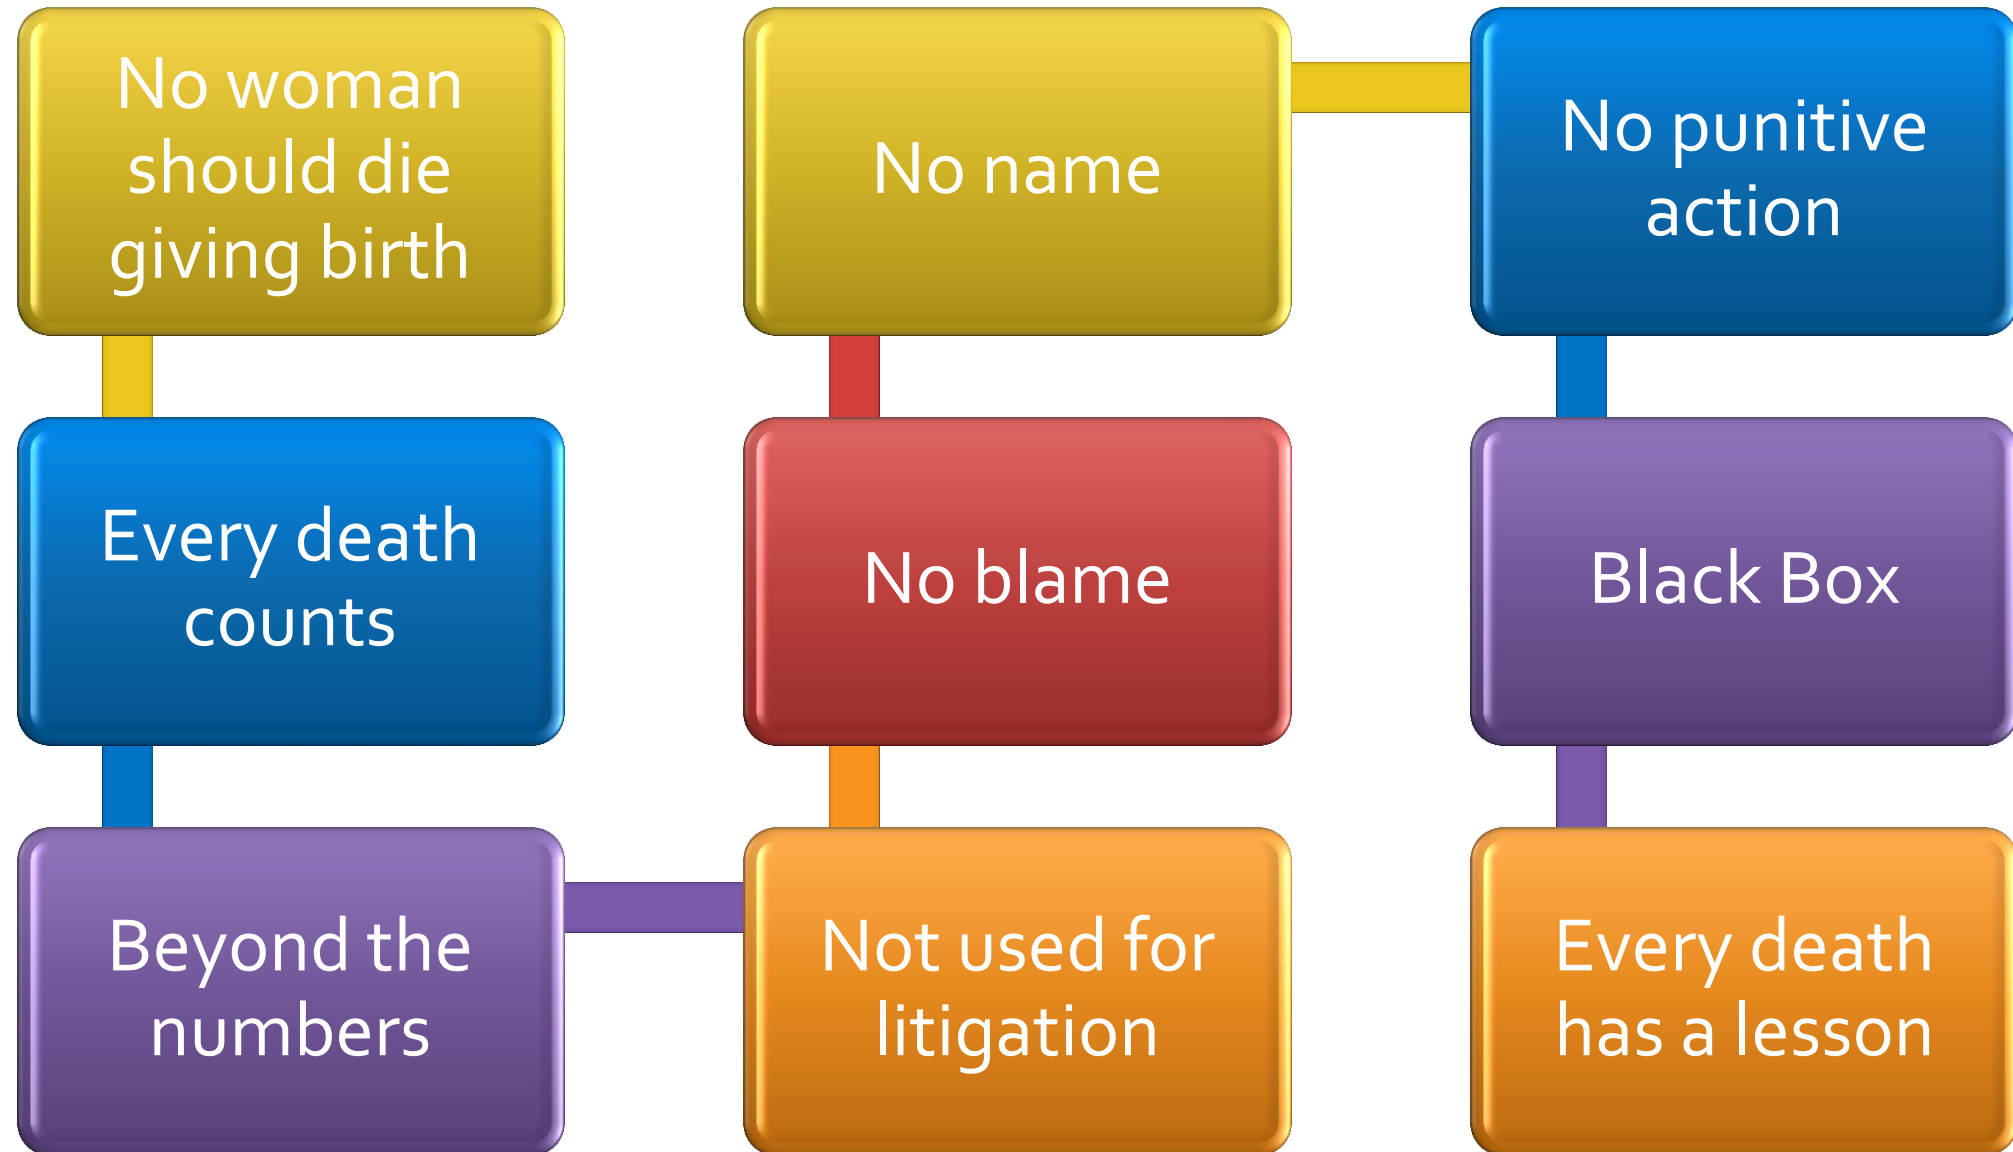 No woman
should die
giving birth
Every death
counts
Beyond the
numbers
Not used for
litigation
No blame
No name
No punitive
action
Black Box
Every death
has a lesson